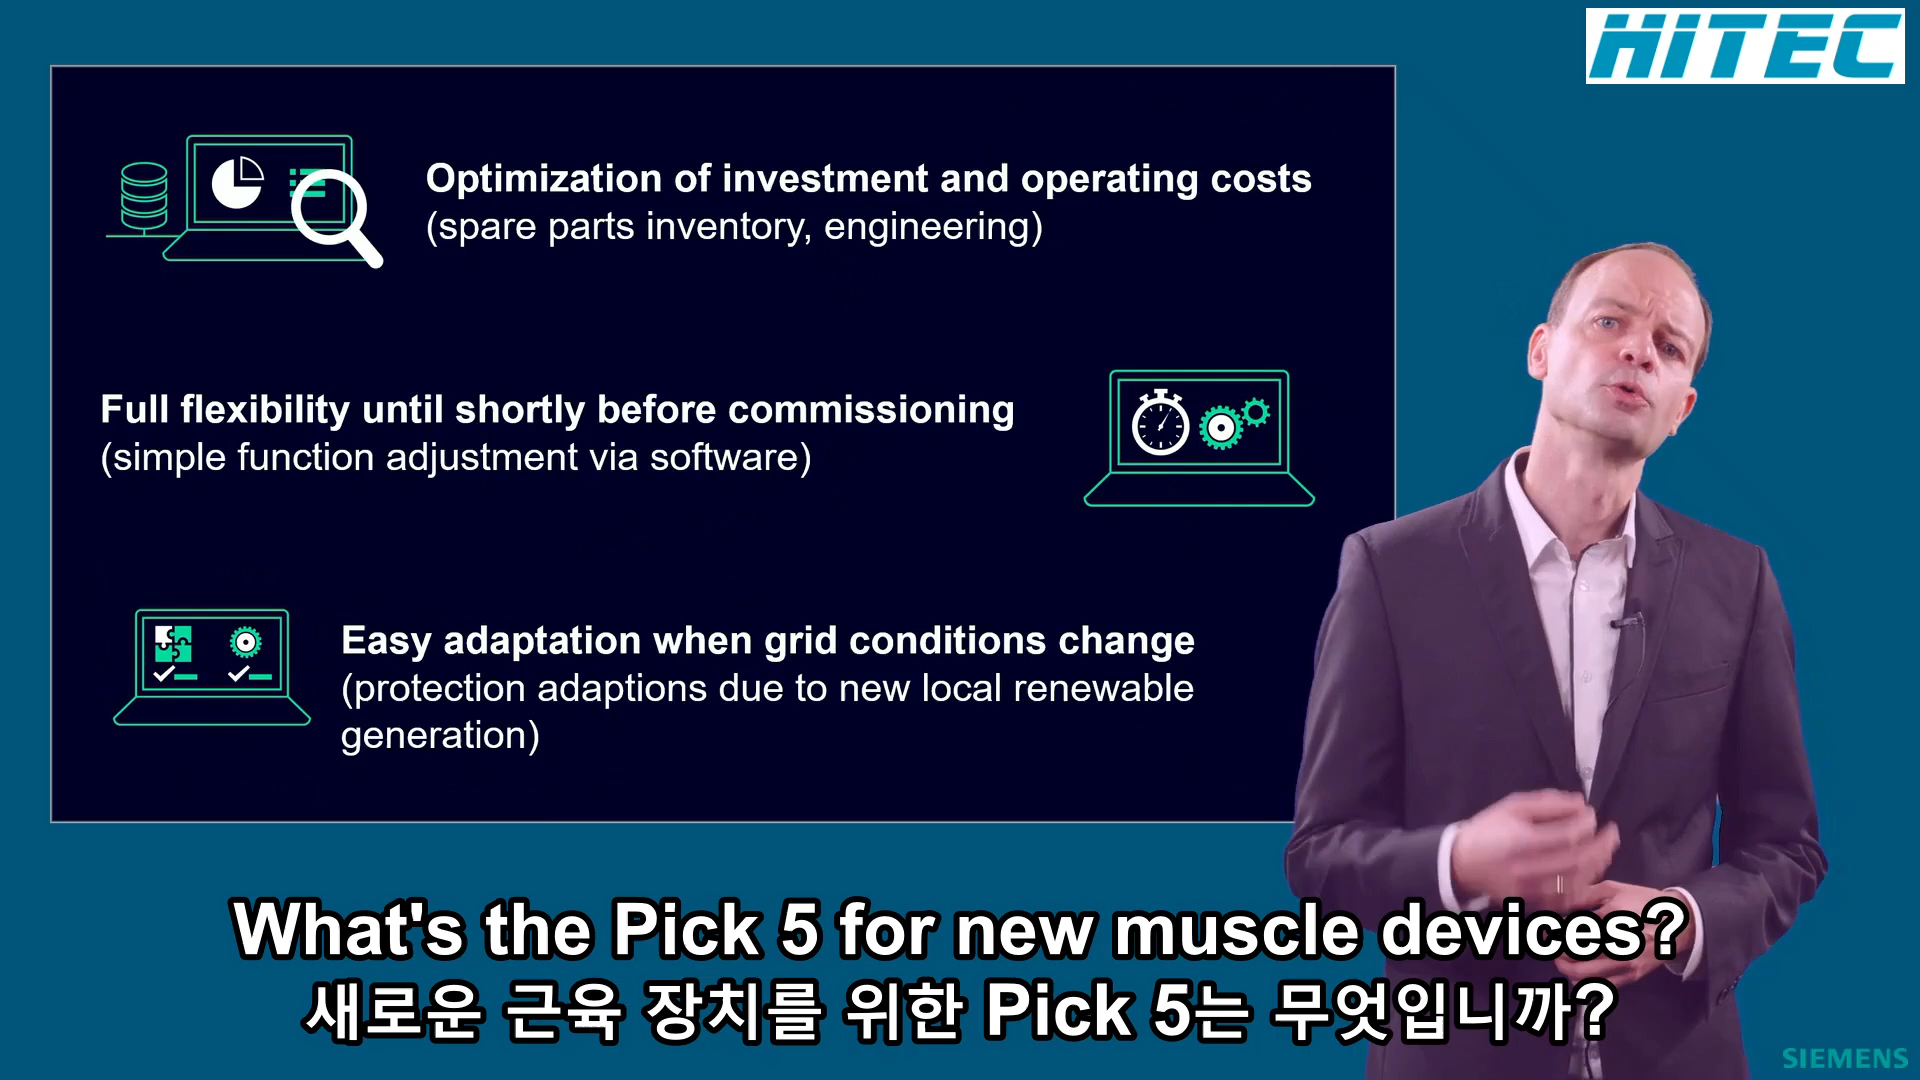 HITEC
Optimization of investment and operating costs
(spare parts inventory, engineering)
Full flexibility until shortly before commissioning
(simple function adjustment via software)
Easy adaptation when grid conditions change
(protection adaptions due to new local renewable
generation)
What's the Pick 5 for new muscle devices?
새로운 근육 장치를 위한 Pick 5는 무엇입니까?
SIEMENS